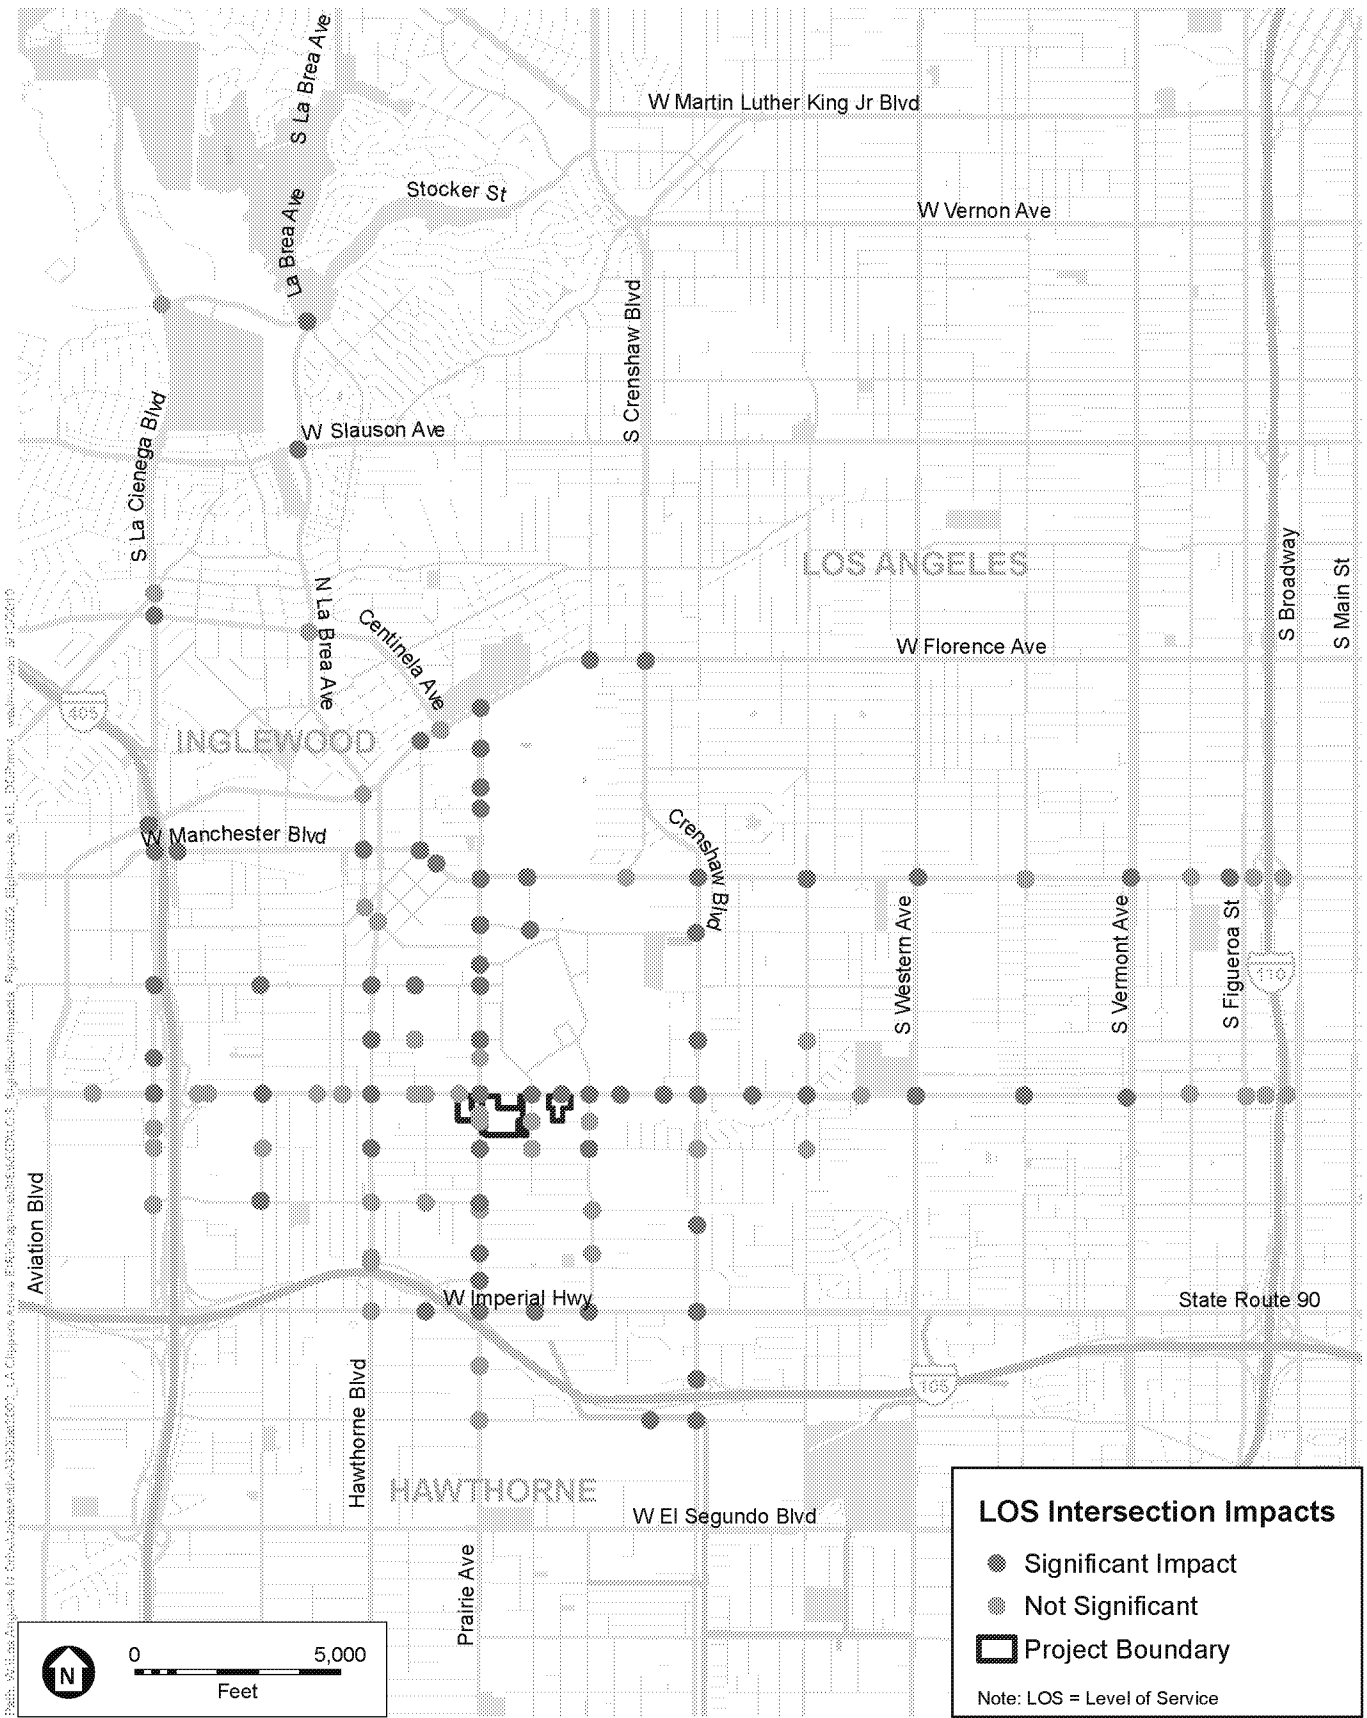 S La Brea Ave
W Martin Luther King Jr Blvd
Stocker St
W Vernon Ave
La Brea Ave
S Crenshaw Blvd
W Slauson Ave
S La Cienega Blvd
LOS ANGELES
S Broadway
S Main St
N La Brea Ave
Centinela Ave
W Florence Ave
405
INGLEWOOD
W Manchester Blvd
Crenshaw Blvd
S Western Ave
S Vermont Ave
S Figueroa St
110
Aviation Blvd
W Imperial Hwy
State Route 90
105
Hawthorne Blvd
HAWTHORNE
W El Segundo Blvd
Prairie Ave
LOS Intersection Impacts
Significant Impact
Not Significant
Project Boundary
Note: LOS = Level of Service
N
0 5,000
Feet